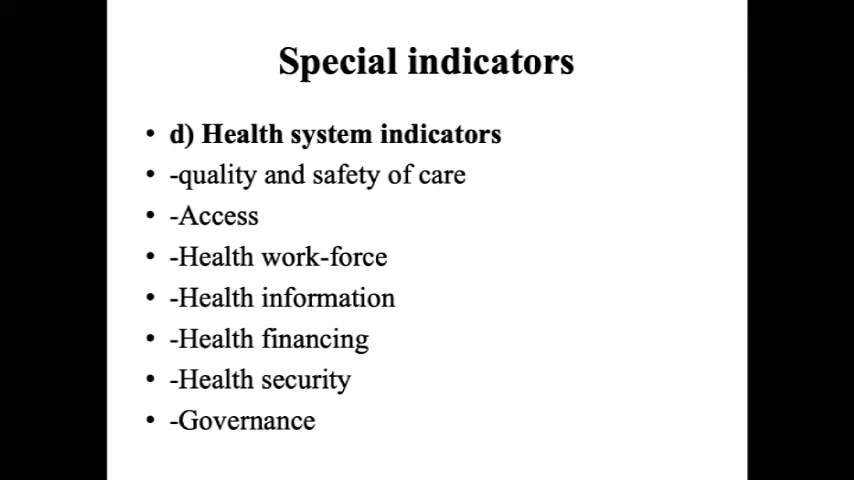 Special indicators
• d) Health system indicators
• -quality and safety of care
• -Access
• -Health work-force
• -Health information
• -Health financing
• -Health security
• -Governance